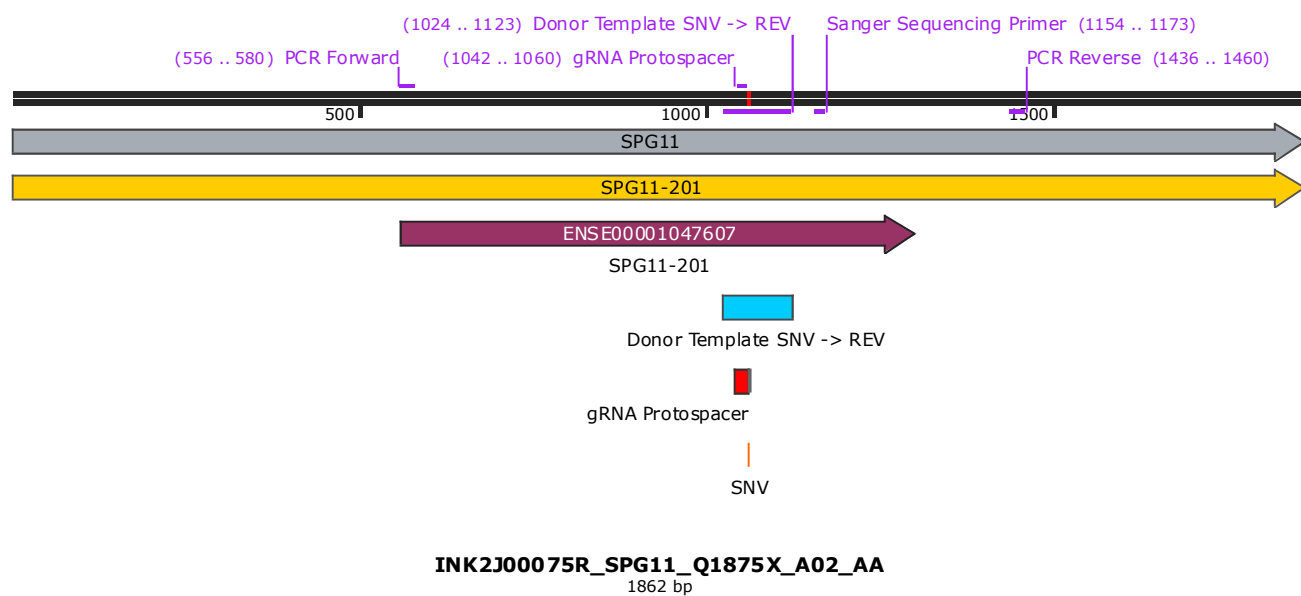 (1024 .. 1123) Donor Template SNV -> REV
Sanger Sequencing Primer (1154 .. 1173)
(556 .. 580) PCR Forward
(1042 .. 1060) gRNA Protospacer
PCR Reverse (1436 .. 1460)
500
1000
1500
SPG11
SPG11-201
ENSE00001047607
SPG11-201
Donor Template SNV -> REV
gRNA Protospacer
SNV
INK2J00075R_SPG11_Q1875X_A02_AA
1862 bp